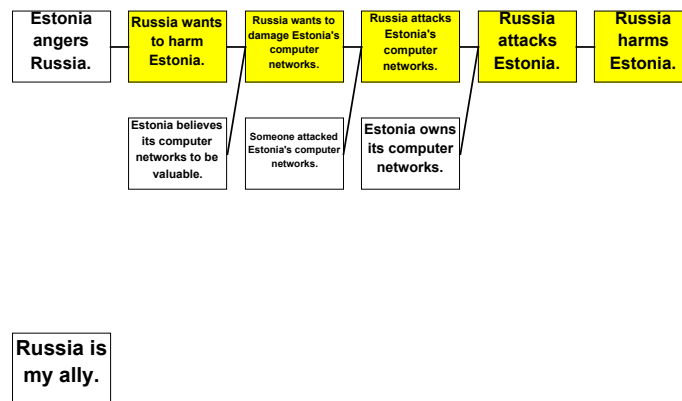 Estonia
angers
Russia.
Russia wants
to harm
Estonia.
Russia wants to
damage Estonia's
computer
networks.
Russia attacks
Estonia's
computer
networks.
Russia
attacks
Estonia.
Russia
harms
Estonia.
Estonia believes
its computer
networks to be
valuable.
Someone attacked
Estonia's computer
networks.
Estonia owns
its computer
networks.
Russia is
my ally.